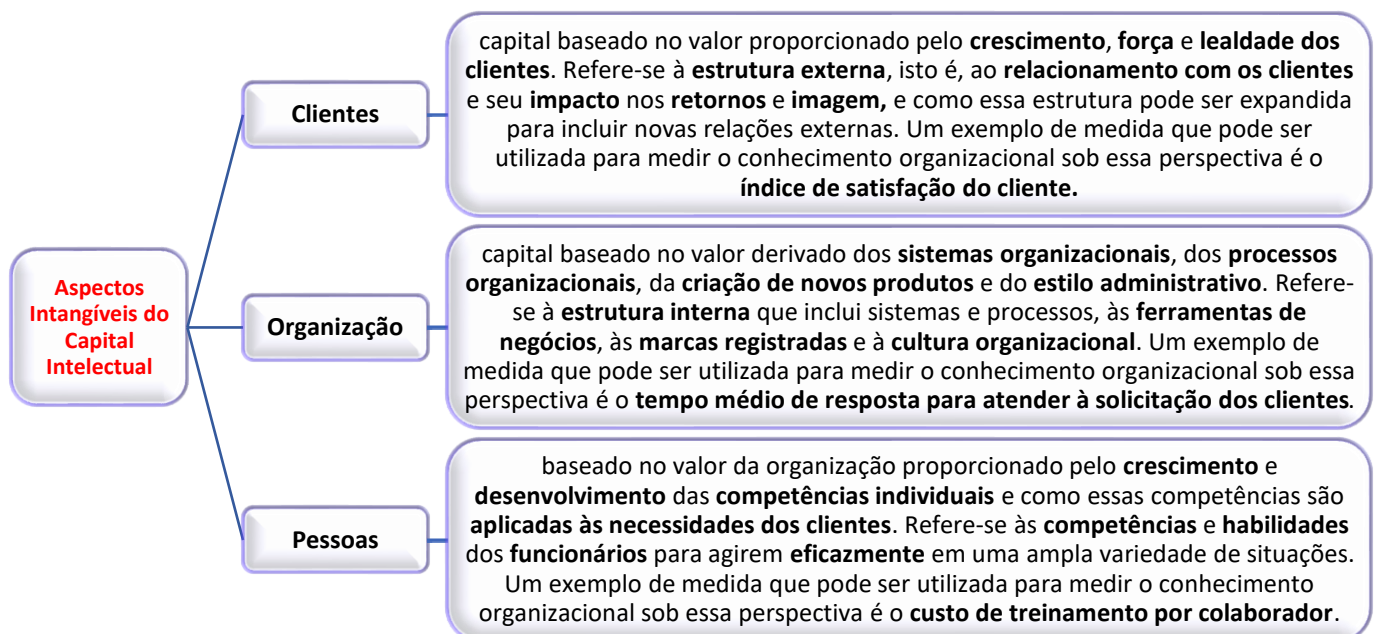 capital baseado no valor proporcionado pelo crescimento, força e lealdade dos
clientes. Refere-se à estrutura externa, isto é, ao relacionamento com os clientes
e seu impacto nos retornos e imagem, e como essa estrutura pode ser expandida
para incluir novas relações externas. Um exemplo de medida que pode ser
utilizada para medir o conhecimento organizacional sob essa perspectiva é o
índice de satisfação do cliente.
Clientes
capital baseado no valor derivado dos sistemas organizacionais, dos processos
organizacionais, da criação de novos produtos e do estilo administrativo. Refere-
se à estrutura interna que inclui sistemas e processos, às ferramentas de
negócios, às marcas registradas e à cultura organizacional. Um exemplo de
medida que pode ser utilizada para medir o conhecimento organizacional sob essa
perspectiva é o tempo médio de resposta para atender à solicitação dos clientes.
Organização
Aspectos
Intangíveis do
Capital
Intelectual
baseado no valor da organização proporcionado pelo crescimento e
desenvolvimento das competências individuais e como essas competências são
aplicadas às necessidades dos clientes. Refere-se às competências e habilidades
dos funcionários para agirem eficazmente em uma ampla variedade de situações.
Um exemplo de medida que pode ser utilizada para medir o conhecimento
organizacional sob essa perspectiva é o custo de treinamento por colaborador.
Pessoas